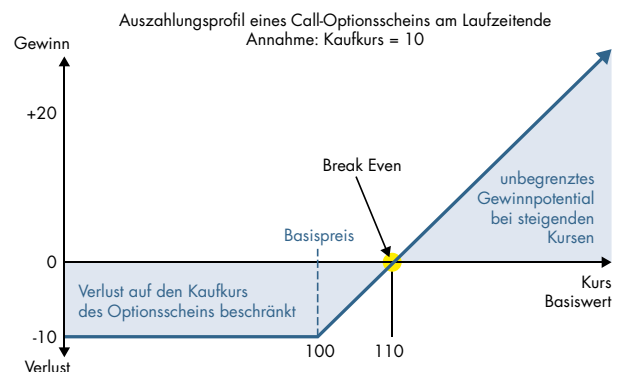 Auszahlungsprofil eines Call-Optionsscheins am Laufzeitende
Annahme: Kaufkurs = 10
Gewinn
+20
Break Even
unbegrenztes
Gewinnpotential
bei steigenden
Kursen
Basispreis
0
Kurs
Basiswert
Verlust auf den Kaufkurs
des Optionsscheins beschränkt
-10
100
110
Verlust